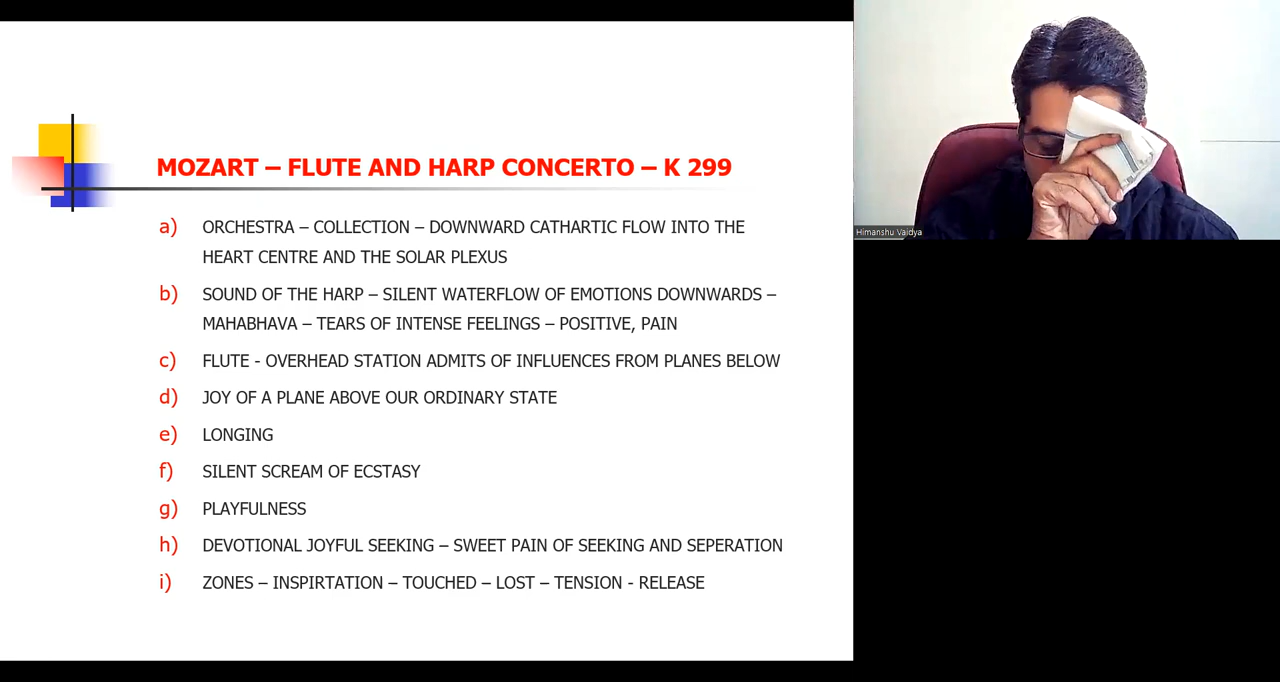 MOZART – FLUTE AND HARP CONCERTO – K 299
a) ORCHESTRA – COLLECTION – DOWNWARD CATHARTIC FLOW INTO THE
HEART CENTRE AND THE SOLAR PLEXUS
b) SOUND OF THE HARP – SILENT WATERFLOW OF EMOTIONS DOWNWARDS –
MAHABHAVA – TEARS OF INTENSE FEELINGS – POSITIVE, PAIN
c) FLUTE - OVERHEAD STATION ADMITS OF INFLUENCES FROM PLANES BELOW
d) JOY OF A PLANE ABOVE OUR ORDINARY STATE
e) LONGING
f) SILENT SCREAM OF ECSTASY
g) PLAYFULNESS
h) DEVOTIONAL JOYFUL SEEKING – SWEET PAIN OF SEEKING AND SEPERATION
i) ZONES – INSPIRTATION – TOUCHED – LOST – TENSION - RELEASE
Himanshu Vaidya